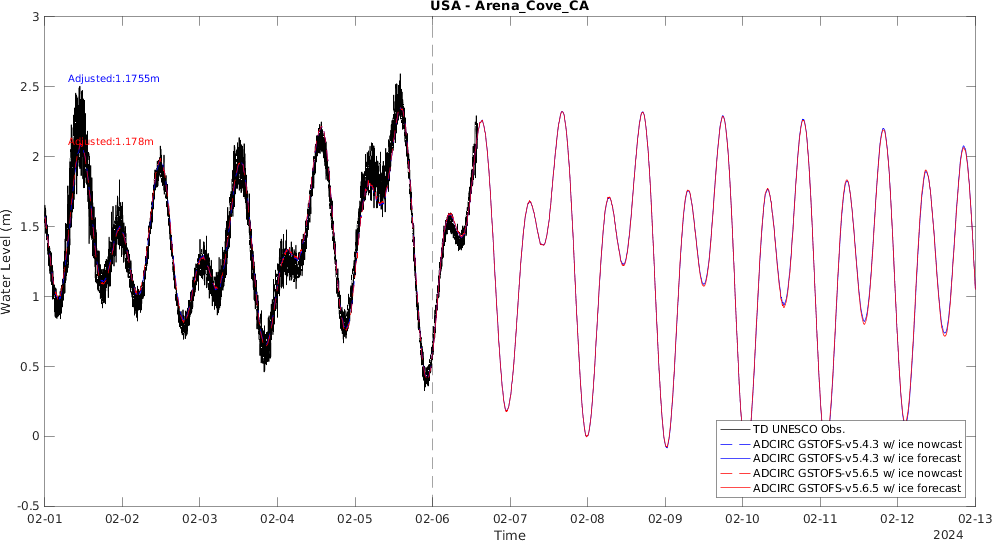 USA - Arena_Cove_CA
3
2.5
2
1.5
1
0.5
0
-0.5
Water Level (m)
Adjusted:1.1755m
Adjusted:1.178m
TD UNESCO Obs.
ADCIRC GSTOFS-v5.4.3 w/ ice nowcast
ADCIRC GSTOFS-v5.4.3 w/ ice forecast
ADCIRC GSTOFS-v5.6.5 w/ ice nowcast
ADCIRC GSTOFS-v5.6.5 w/ ice forecast
02-01 02-02 02-03 02-04 02-05 02-06 02-07 02-08 02-09 02-10 02-11 02-12 02-13
Time
2024